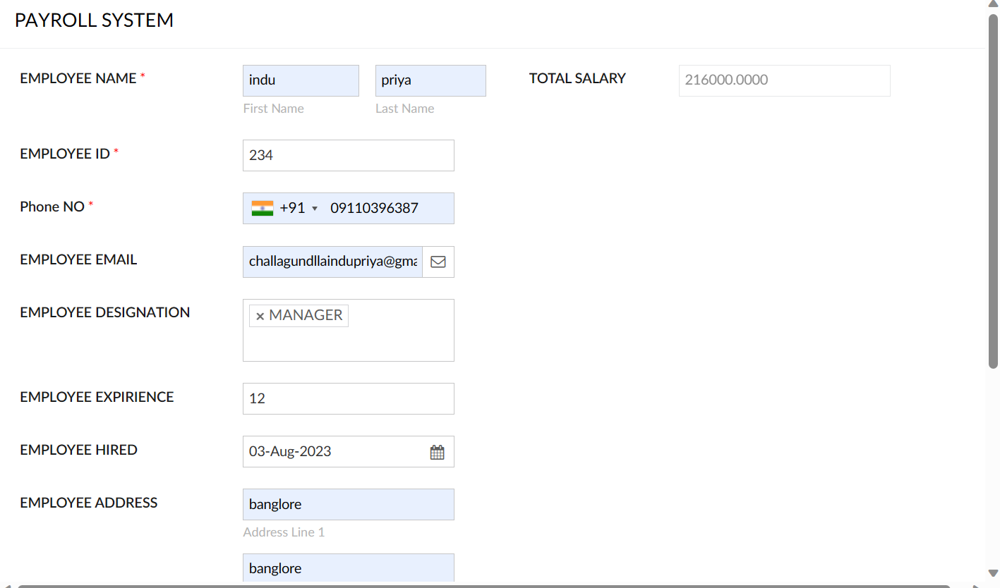 PAYROLL SYSTEM
EMPLOYEE NAME * indu priya TOTAL SALARY 216000.0000
First Name Last Name
EMPLOYEE ID * 234
Phone NO * +91 09110396387
EMPLOYEE EMAIL challagundllaindupriya@gma
EMPLOYEE DESIGNATION × MANAGER
EMPLOYEE EXPIRIENCE 12
EMPLOYEE HIRED 03-Aug-2023
EMPLOYEE ADDRESS banglore
Address Line 1
banglore